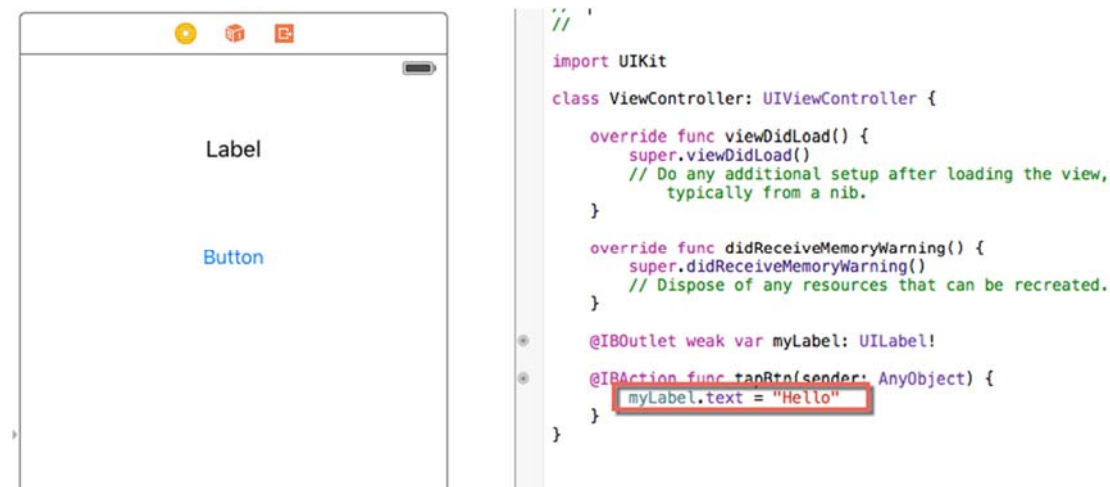 Label
Button
//
import UIKit
class ViewController: UIViewController {
override func viewDidLoad() {
super.viewDidLoad()
// Do any additional setup after loading the view,
typically from a nib.
}
override func didReceiveMemoryWarning() {
super.didReceiveMemoryWarning()
// Dispose of any resources that can be recreated.
}
@IBOutlet weak var myLabel: UILabel!
@IBAction func tapBtn(sender: AnyObject) {
myLabel.text = "Hello"
}
}